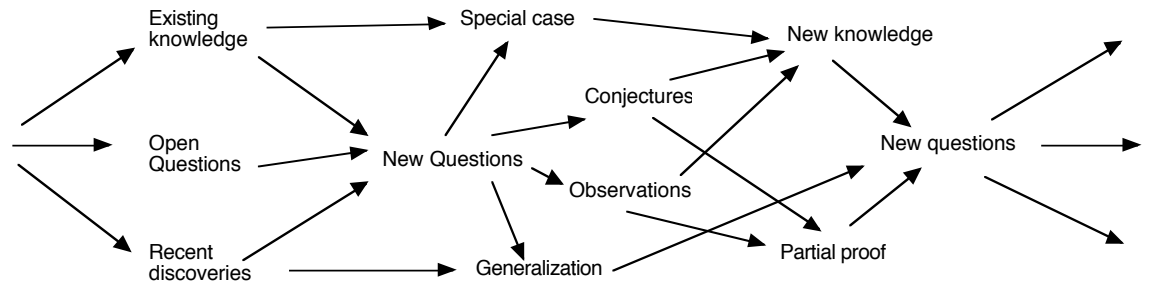 Existing
knowledge
Special case
New knowledge
Conjectures
Open
Questions
New Questions
New questions
Observations
Recent
discoveries
Generalization
Partial proof